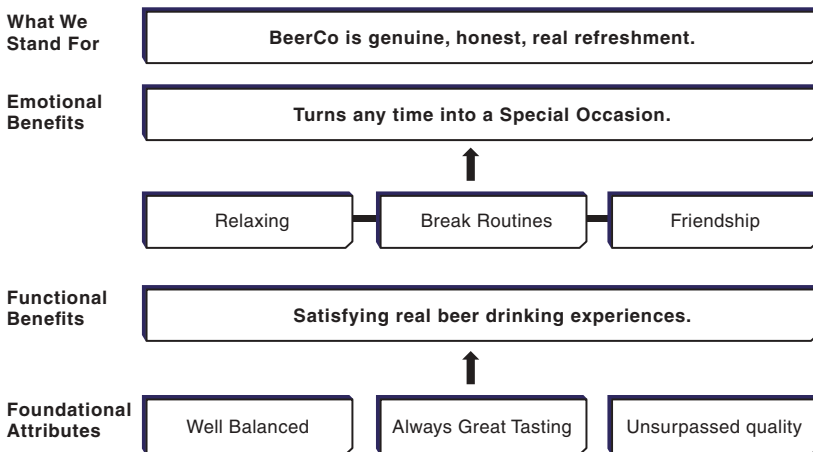 What We
Stand For
BeerCo is genuine, honest, real refreshment.
Emotional
Benefits
Turns any time into a Special Occasion.
Relaxing
Break Routines
Friendship
Functional
Benefits
Satisfying real beer drinking experiences.
Foundational
Attributes
Well Balanced
Always Great Tasting
Unsurpassed quality